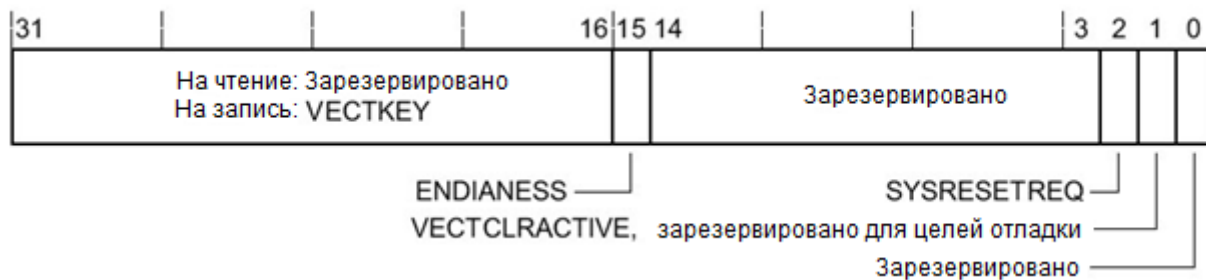 31 16 15 14 3 2 1 0
На чтение: Зарезервировано
На запись: VECTKEY
Зарезервировано
ENDIANESS
SYSRESETREQ
VECTCLRACTIVE, зарезервировано для целей отладки
Зарезервировано